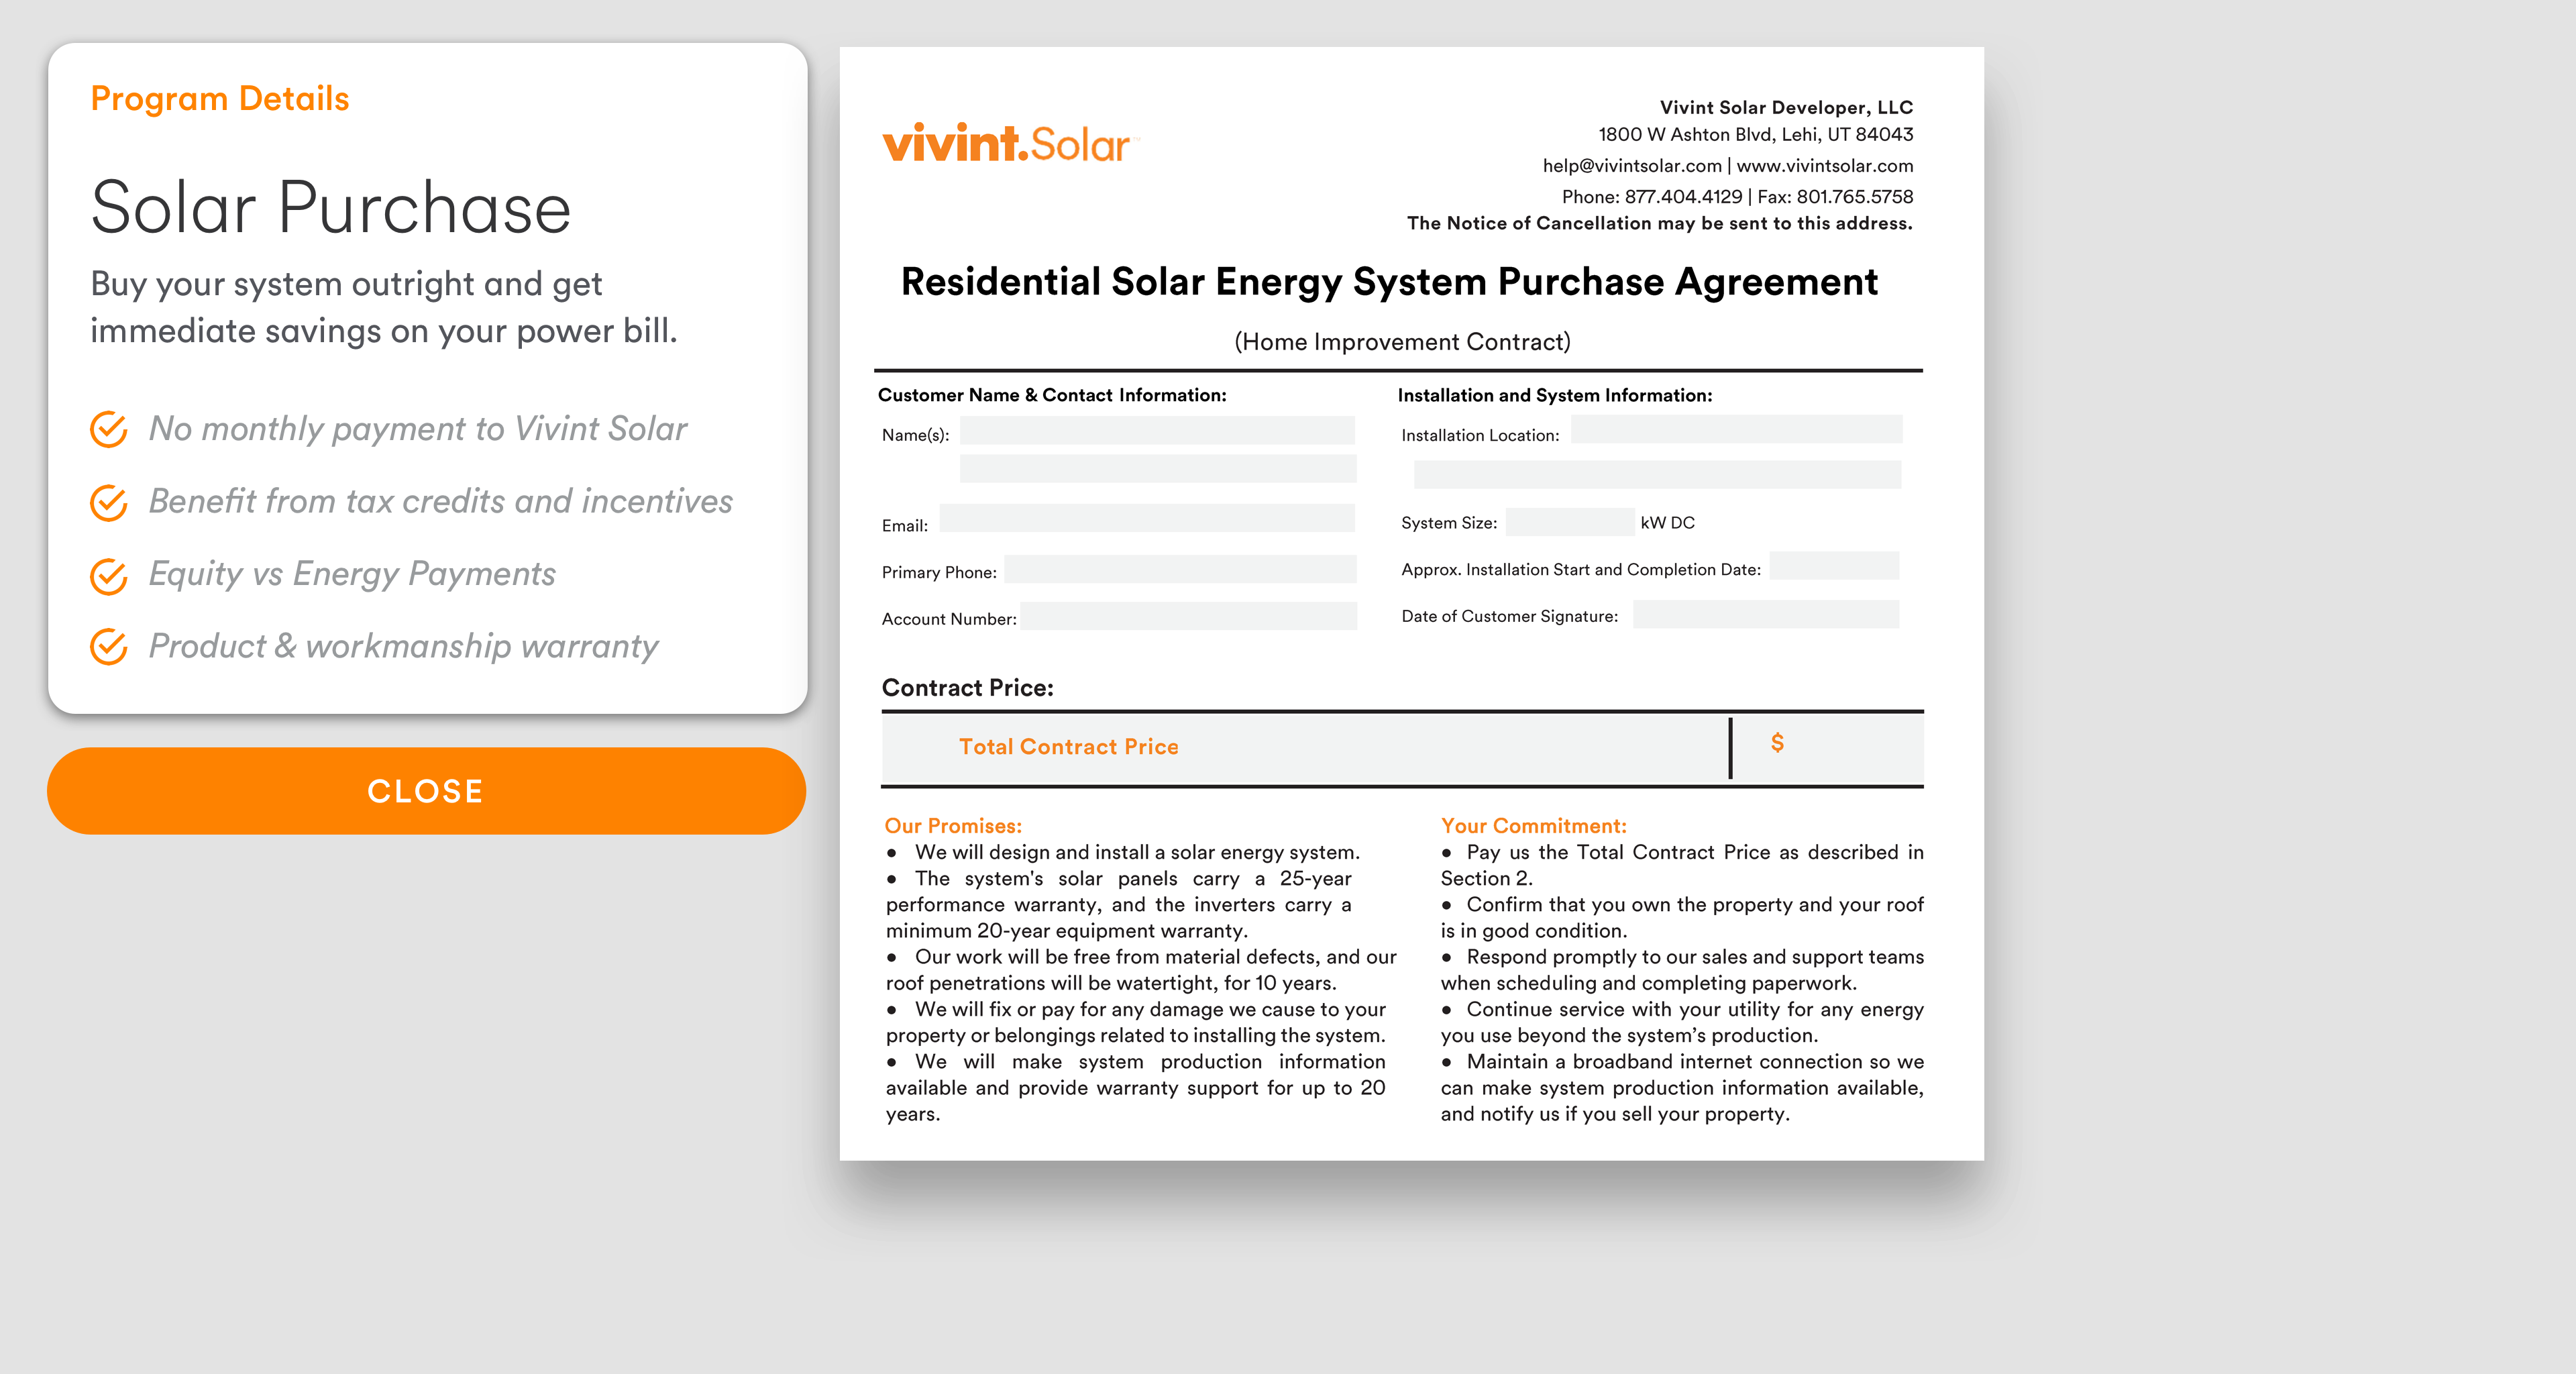 Program Details
Solar Purchase
Buy your system outright and get
immediate savings on your power bill.
No monthly payment to Vivint Solar
Benefit from tax credits and incentives
Equity vs Energy Payments
Product & workmanship warranty
CLOSE
vivint.Solar
Vivint Solar Developer, LLC
1800 W Ashton Blvd, Lehi, UT 84043
help@vivintsolar.com | www.vivintsolar.com
Phone: 877.404.4129 | Fax: 801.765.5758
The Notice of Cancellation may be sent to this address.
Residential Solar Energy System Purchase Agreement
(Home Improvement Contract)
Customer Name & Contact Information:
Name(s):
Email:
Primary Phone:
Account Number:
Installation and System Information:
Installation Location:
System Size: kW DC
Approx. Installation Start and Completion Date:
Date of Customer Signature:
Contract Price:
Total Contract Price $
Our Promises:
● We will design and install a solar energy system.
● The system's solar panels carry a 25-year
performance warranty, and the inverters carry a
minimum 20-year equipment warranty.
● Our work will be free from material defects, and our
roof penetrations will be watertight, for 10 years.
● We will fix or pay for any damage we cause to your
property or belongings related to installing the system.
● We will make system production information
available and provide warranty support for up to 20
years.
Your Commitment:
● Pay us the Total Contract Price as described in
Section 2.
● Confirm that you own the property and your roof
is in good condition.
● Respond promptly to our sales and support teams
when scheduling and completing paperwork.
● Continue service with your utility for any energy
you use beyond the system’s production.
● Maintain a broadband internet connection so we
can make system production information available,
and notify us if you sell your property.